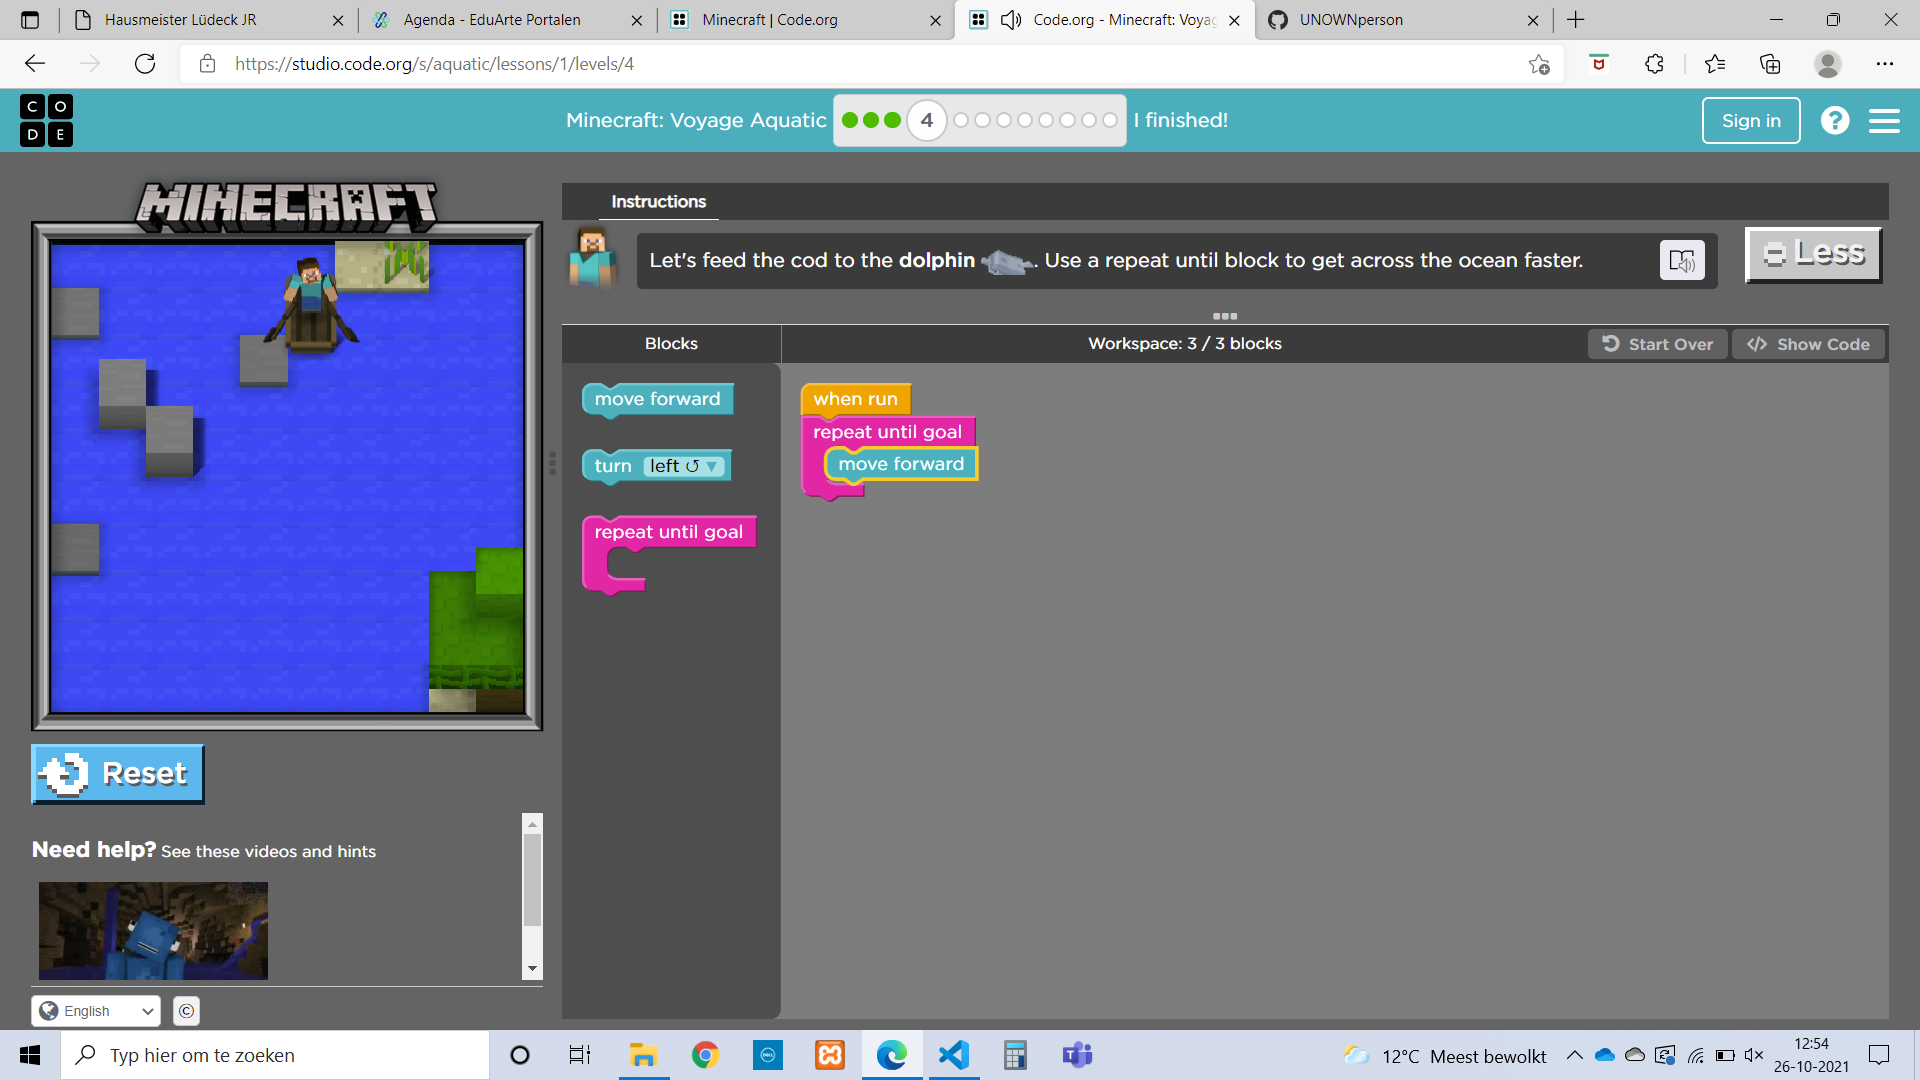 Hausmeister Lüdeck JR
Agenda - EduArte Portalen
Minecraft | Code.org
Code.org - Minecraft: Voyag
UNOWNperson
https://studio.code.org/s/aquatic/lessons/1/levels/4
C O
D E
Minecraft: Voyage Aquatic
4
I finished!
Sign in
?
MINECRAFT
Instructions
Let's feed the cod to the dolphin . Use a repeat until block to get across the ocean faster.
Less
Blocks
Workspace: 3 / 3 blocks
Start Over
</> Show Code
move forward
turn left ↺ ▼
repeat until goal
when run
repeat until goal
move forward
Reset
Need help? See these videos and hints
English
©
Typ hier om te zoeken
DELL
12°C Meest bewolkt
12:54
26-10-2021